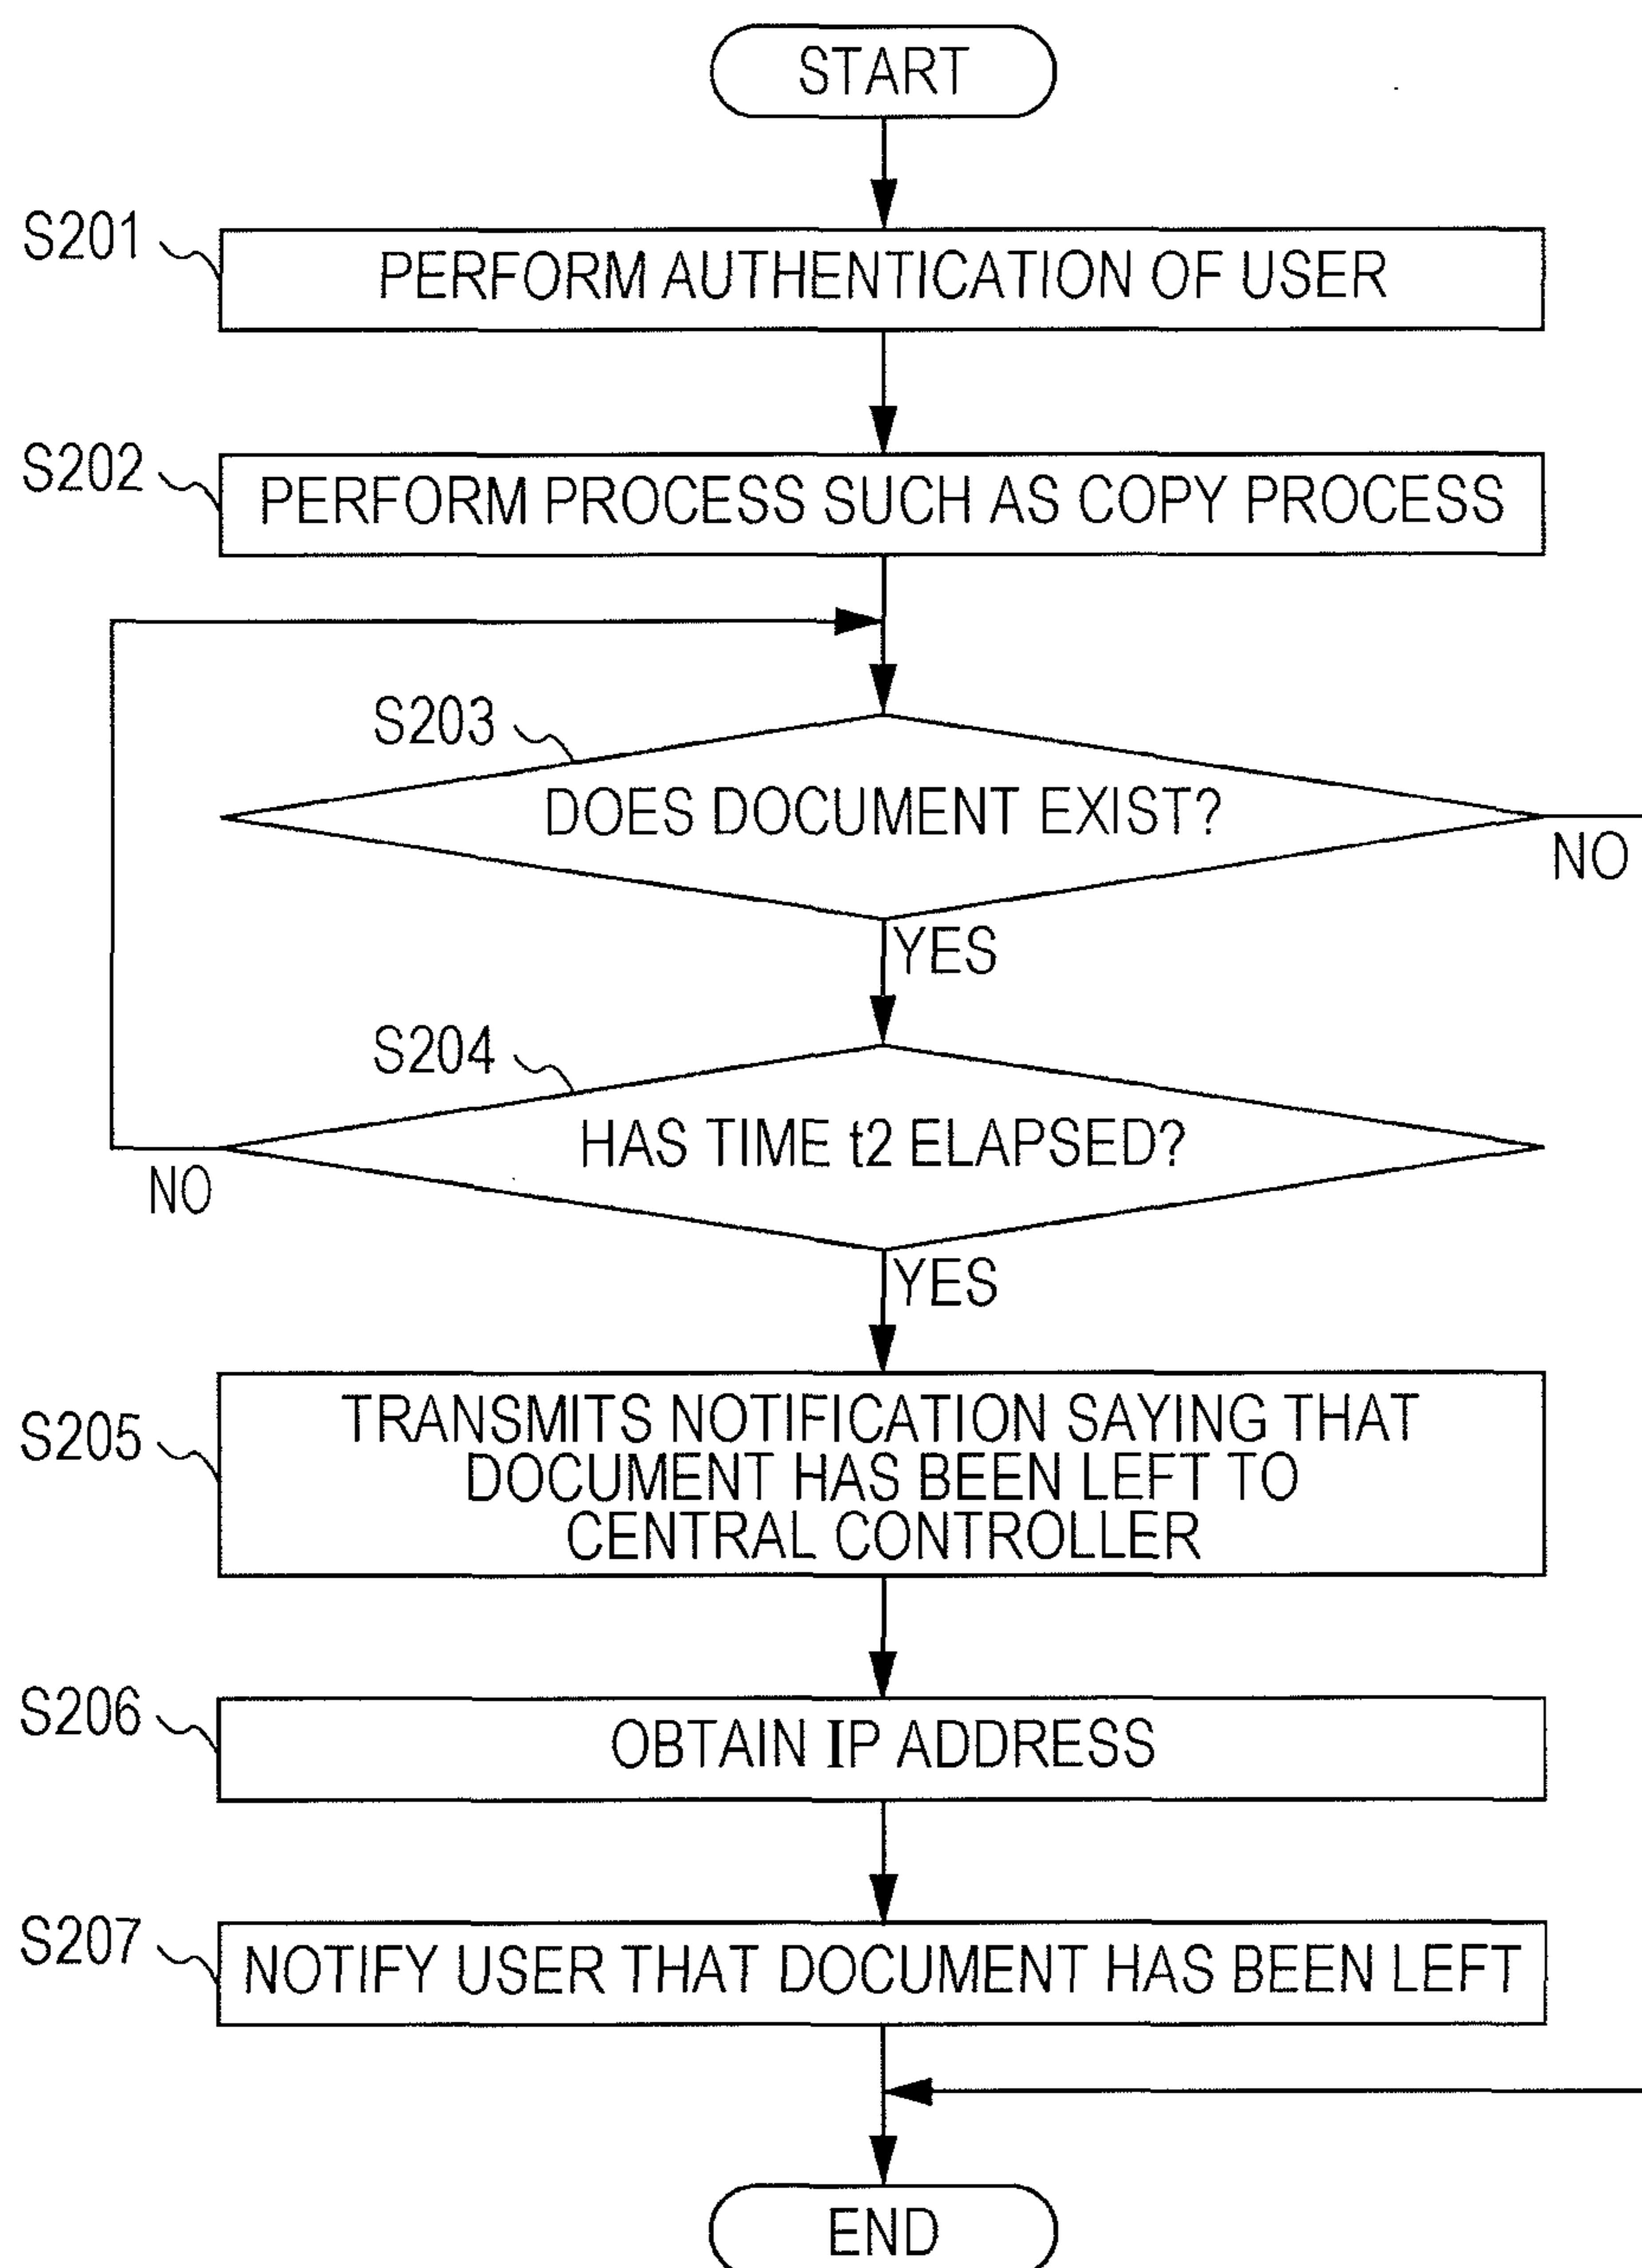 START
S201
PERFORM AUTHENTICATION OF USER
S202
PERFORM PROCESS SUCH AS COPY PROCESS
S203
DOES DOCUMENT EXIST?
NO
YES
S204
HAS TIME t2 ELAPSED?
NO
YES
S205
TRANSMITS NOTIFICATION SAYING THAT
DOCUMENT HAS BEEN LEFT TO
CENTRAL CONTROLLER
S206
OBTAIN IP ADDRESS
S207
NOTIFY USER THAT DOCUMENT HAS BEEN LEFT
END